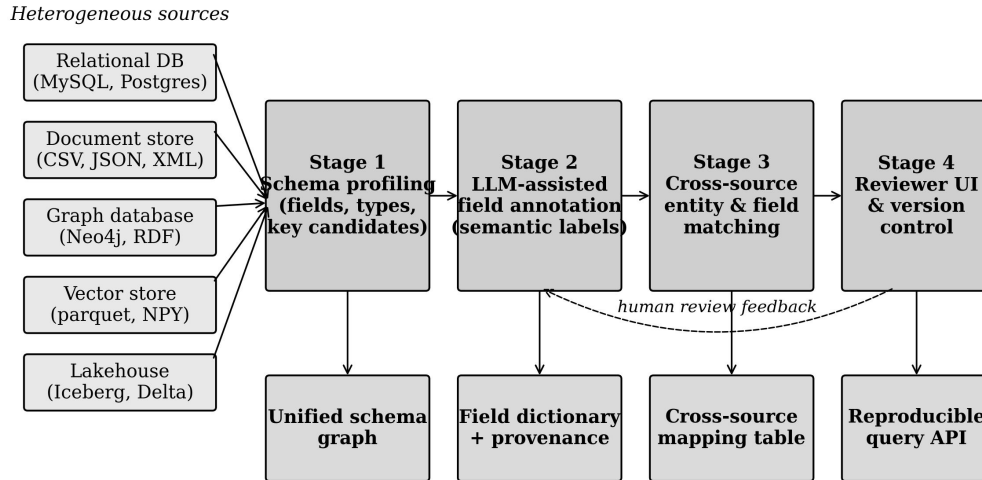 Heterogeneous sources
Relational DB
(MySQL, Postgres)
Document store
(CSV, JSON, XML)
Graph database
(Neo4j, RDF)
Vector store
(parquet, NPY)
Lakehouse
(Iceberg, Delta)
Stage 1
Schema profiling
(fields, types,
key candidates)
Stage 2
LLM-assisted
field annotation
(semantic labels)
Stage 3
Cross-source
entity & field
matching
Stage 4
Reviewer UI
& version
control
human review feedback
Unified schema
graph
Field dictionary
+ provenance
Cross-source
mapping table
Reproducible
query API